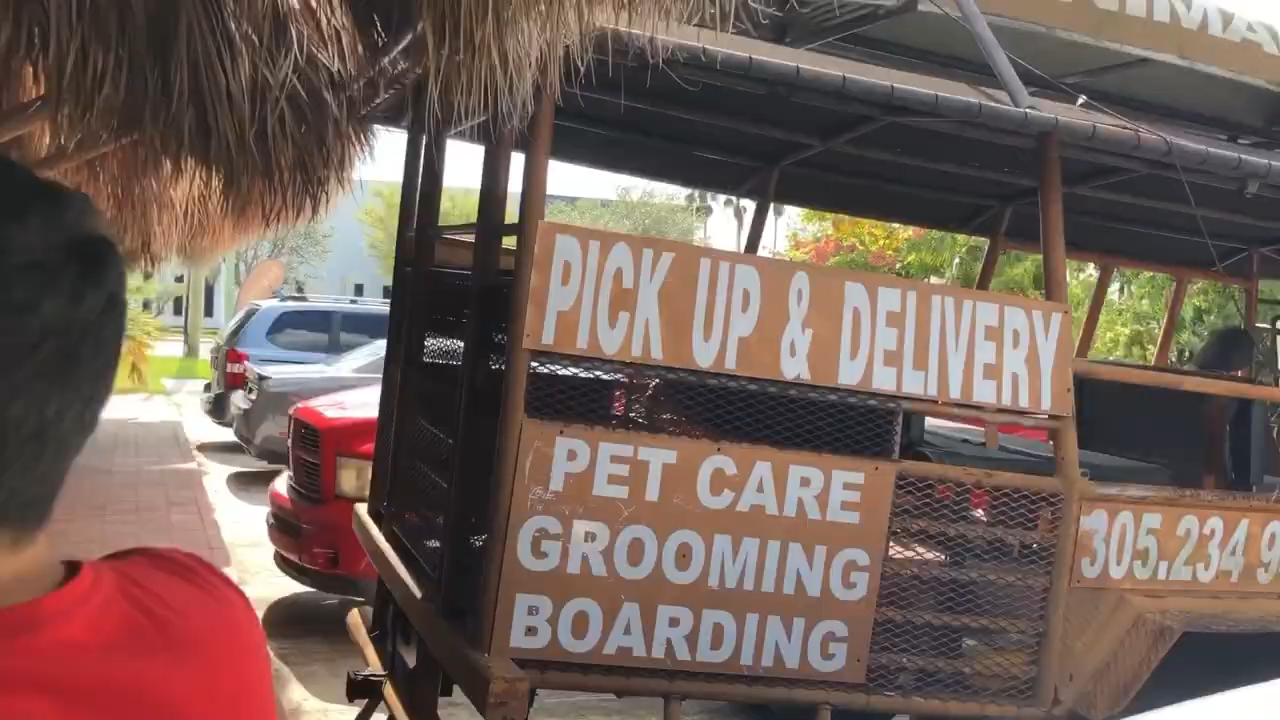 PICK UP & DELIVERY
PET CARE
GROOMING
BOARDING
305.234